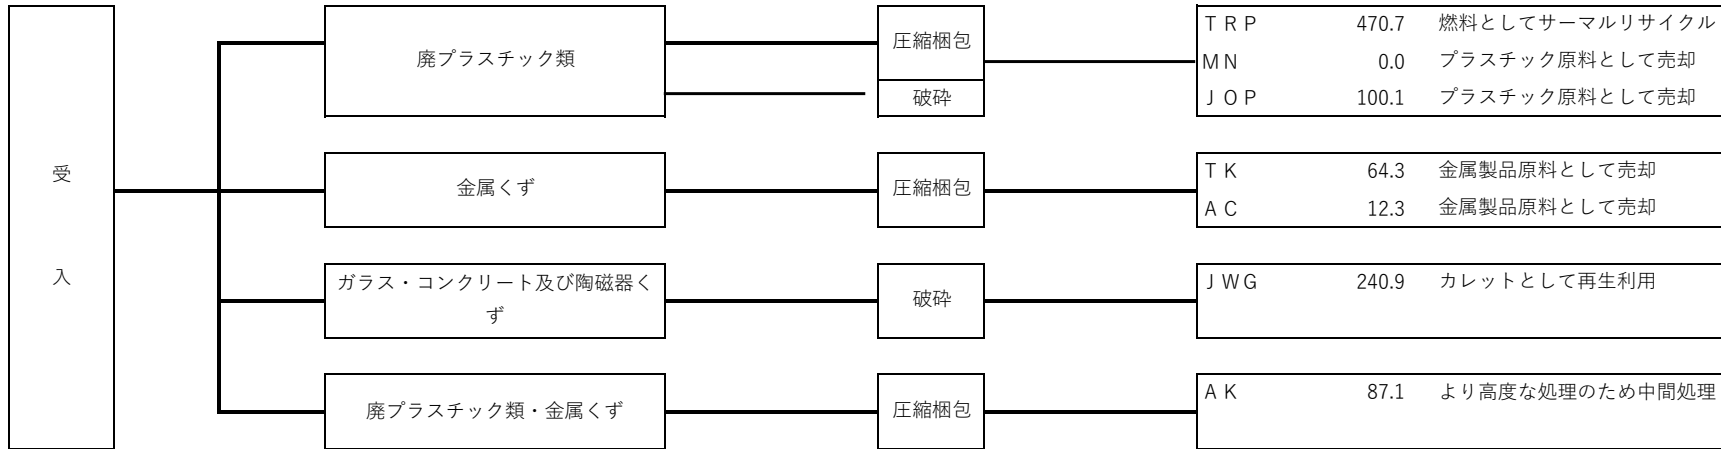 受
入
廃プラスチック類
圧縮梱包
破砕
ＴＲＰ 470.7 燃料としてサーマルリサイクル
ＭＮ 0.0 プラスチック原料として売却
ＪＯＰ 100.1 プラスチック原料として売却
金属くず
圧縮梱包
ＴＫ 64.3 金属製品原料として売却
ＡＣ 12.3 金属製品原料として売却
ガラス・コンクリート及び陶磁器く
ず
破砕
ＪＷＧ 240.9 カレットとして再生利用
廃プラスチック類・金属くず
圧縮梱包
ＡＫ 87.1 より高度な処理のため中間処理